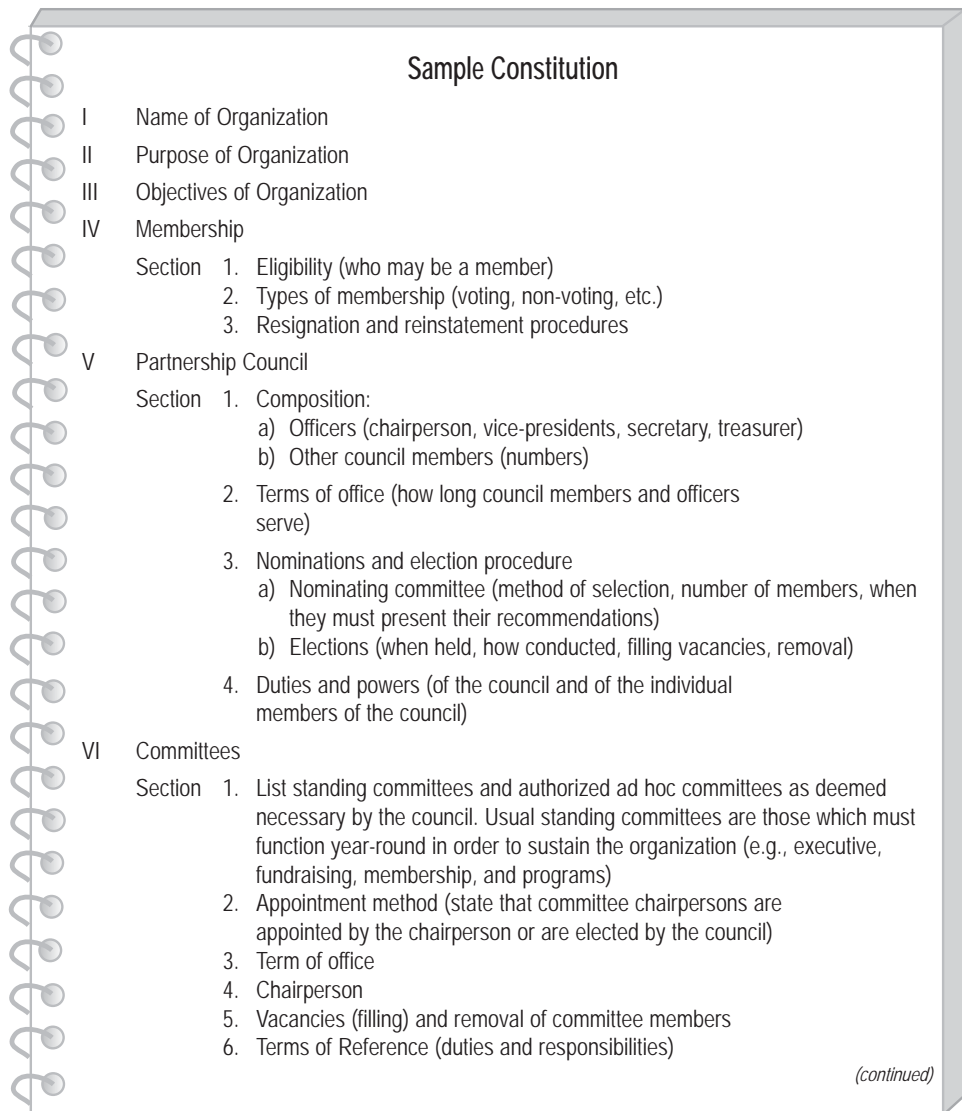 Sample Constitution
I Name of Organization
II Purpose of Organization
III Objectives of Organization
IV Membership
Section 1. Eligibility (who may be a member)
2. Types of membership (voting, non-voting, etc.)
3. Resignation and reinstatement procedures
V Partnership Council
Section 1. Composition:
a) Officers (chairperson, vice-presidents, secretary, treasurer)
b) Other council members (numbers)
2. Terms of office (how long council members and officers
serve)
3. Nominations and election procedure
a) Nominating committee (method of selection, number of members, when
they must present their recommendations)
b) Elections (when held, how conducted, filling vacancies, removal)
4. Duties and powers (of the council and of the individual
members of the council)
VI Committees
Section 1. List standing committees and authorized ad hoc committees as deemed
necessary by the council. Usual standing committees are those which must
function year-round in order to sustain the organization (e.g., executive,
fundraising, membership, and programs)
2. Appointment method (state that committee chairpersons are
appointed by the chairperson or are elected by the council)
3. Term of office
4. Chairperson
5. Vacancies (filling) and removal of committee members
6. Terms of Reference (duties and responsibilities)
(continued)